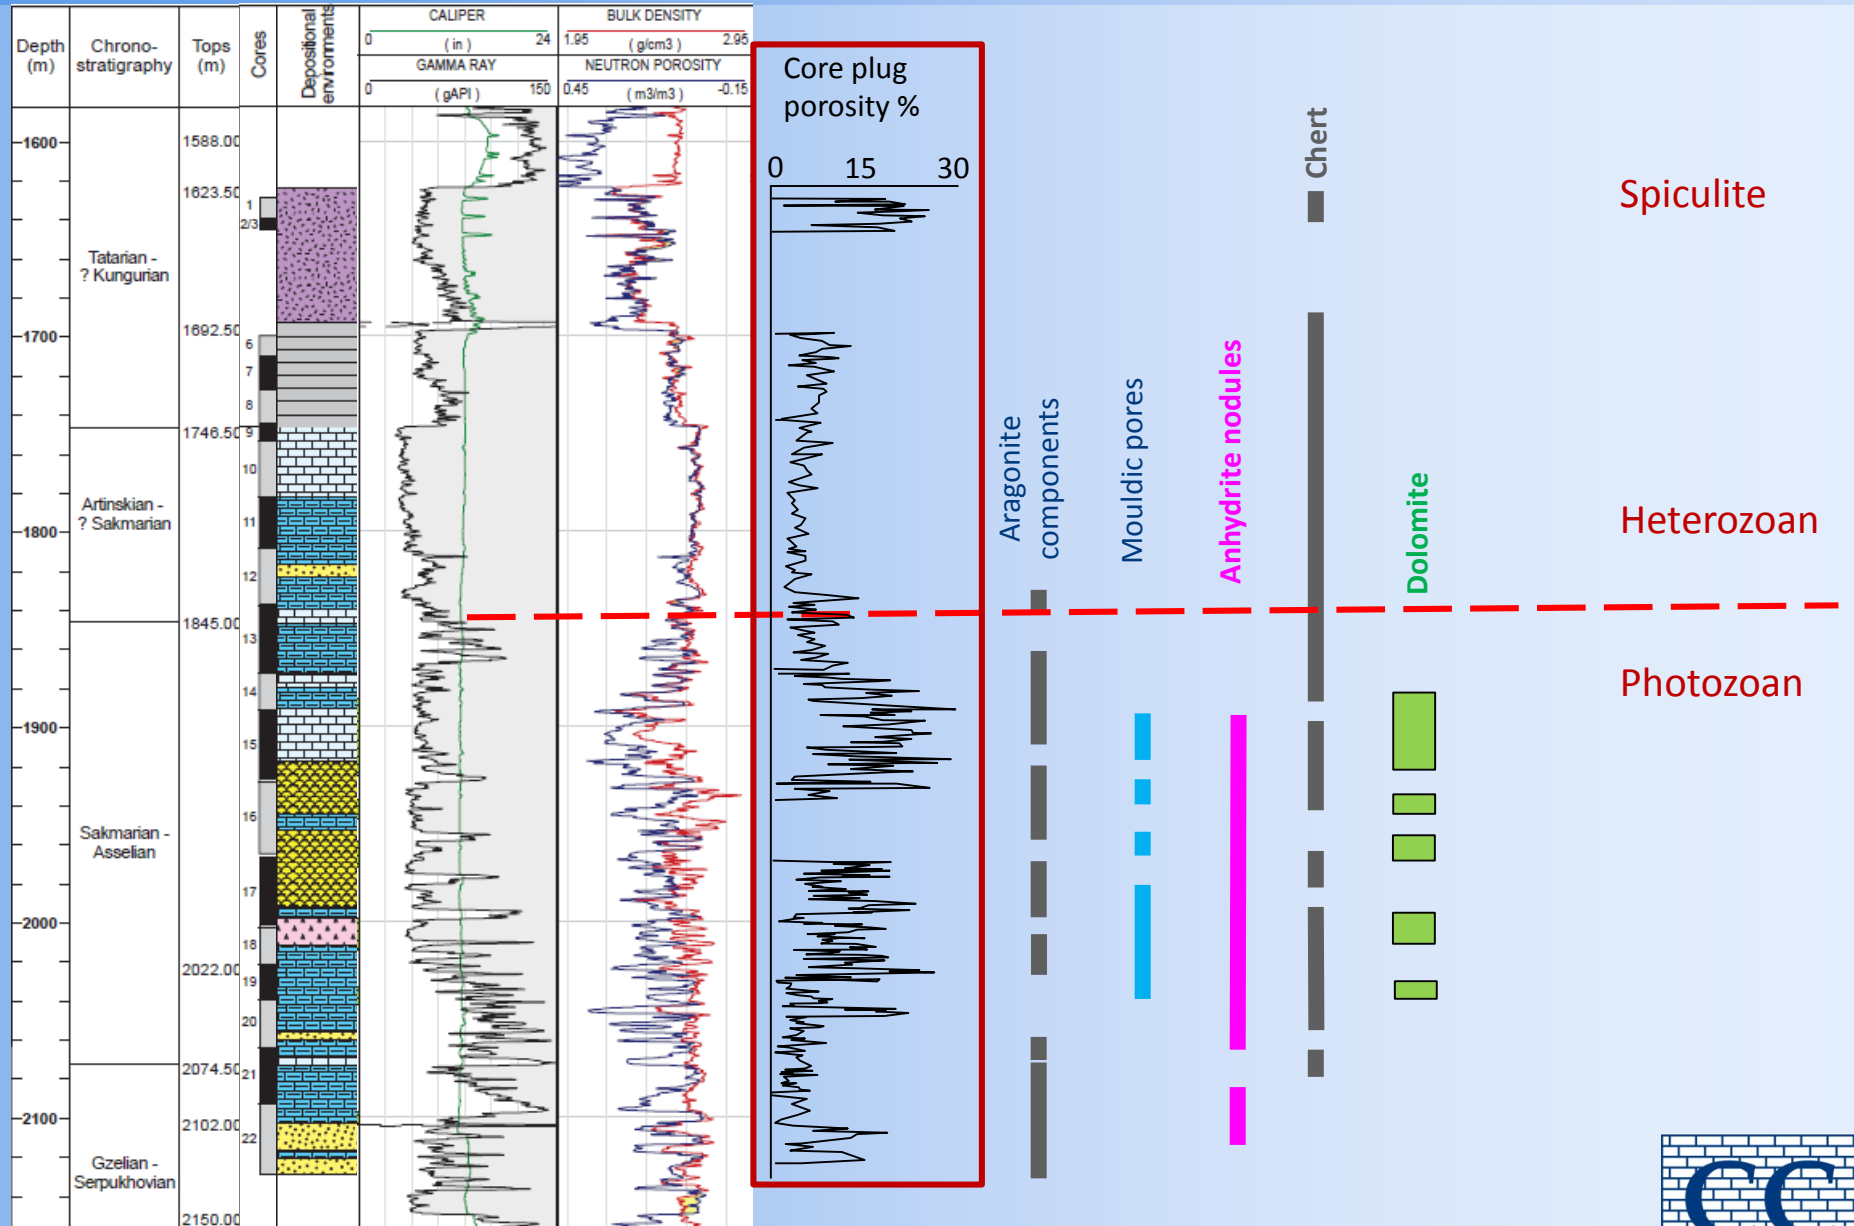 Depth
(m)
Chrono-
stratigraphy
Tops
(m)
Cores
Depositional
environments
CALIPER
0 (in) 24
GAMMA RAY
0 (gAPI) 150
BULK DENSITY
1.95 (g/cm3) 2.95
NEUTRON POROSITY
0.45 (m3/m3) -0.15
Core plug
porosity %
0 15 30
1600
1700
1800
1900
2000
2100
Tatarian -
? Kungurian
Artinskian -
? Sakmarian
Sakmarian -
Asselian
Gzelian -
Serpukhovian
1588.00
1623.50
1692.50
1746.50
1845.00
2022.00
2074.50
2102.00
2150.00
1
2/3
6
7
8
9
10
11
12
13
14
15
16
17
18
19
20
21
22
Aragonite
components
Mouldic pores
Anhydrite nodules
Chert
Dolomite
Spiculite
Heterozoan
Photozoan
CC